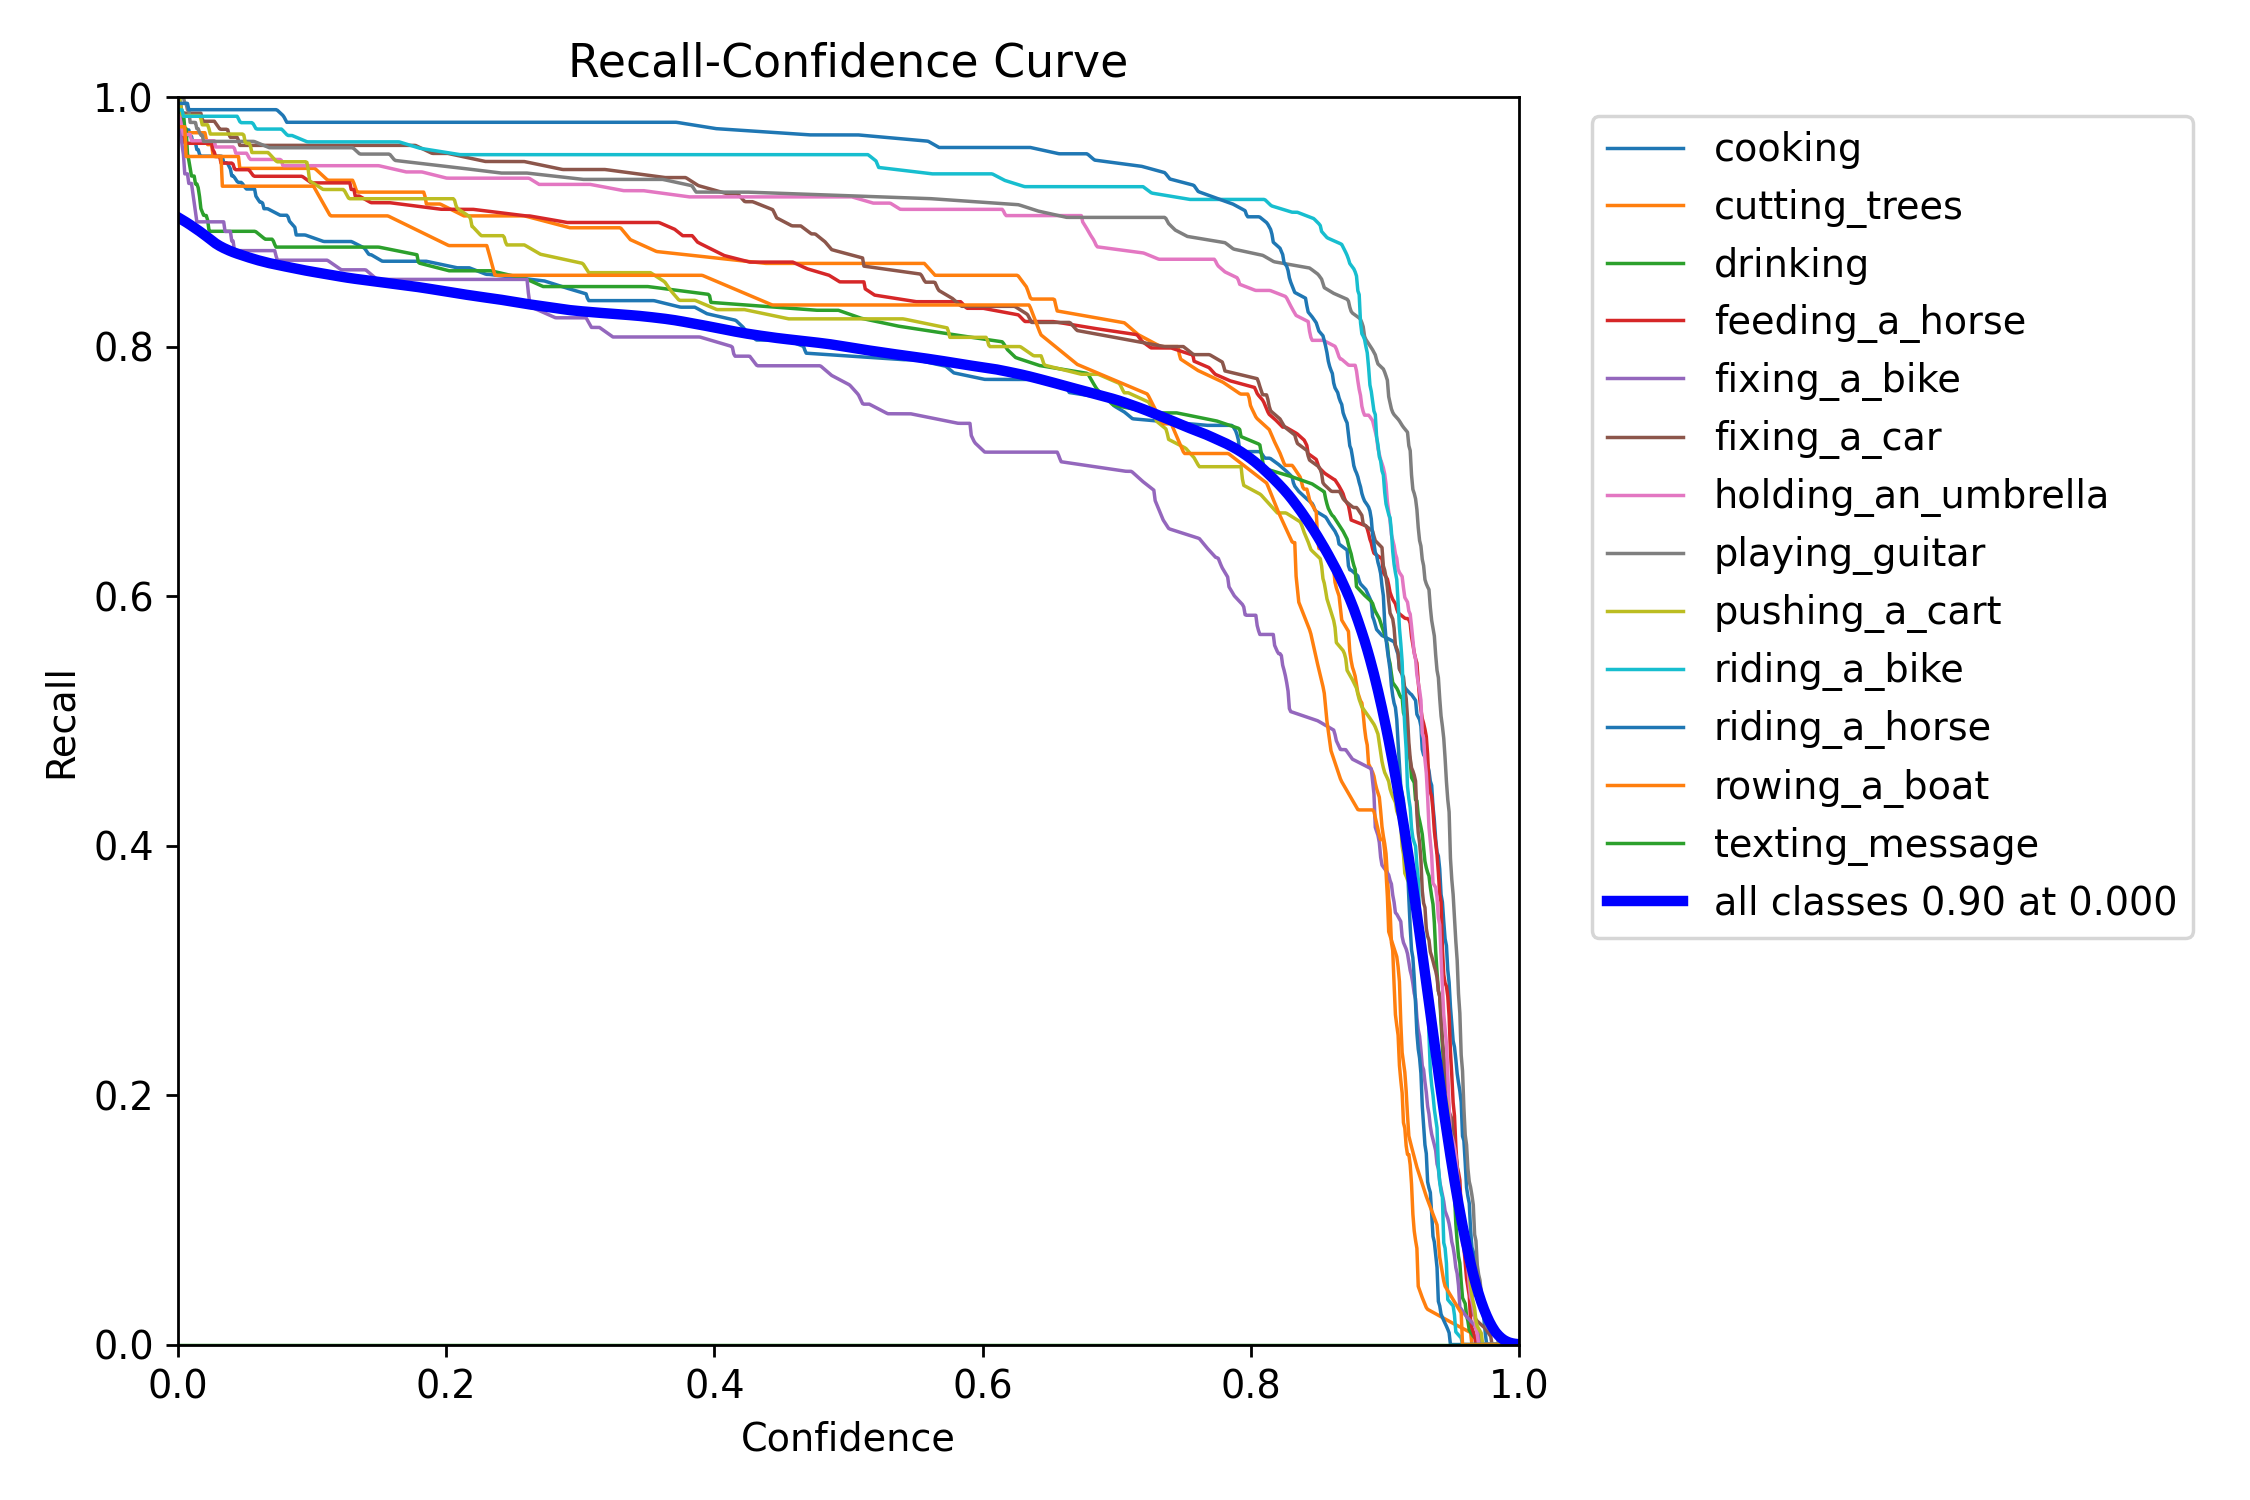 Recall-Confidence Curve
1.0
0.8
0.6
0.4
0.2
0.0
Recall
0.0 0.2 0.4 0.6 0.8 1.0
Confidence
cooking
cutting_trees
drinking
feeding_a_horse
fixing_a_bike
fixing_a_car
holding_an_umbrella
playing_guitar
pushing_a_cart
riding_a_bike
riding_a_horse
rowing_a_boat
texting_message
all classes 0.90 at 0.000